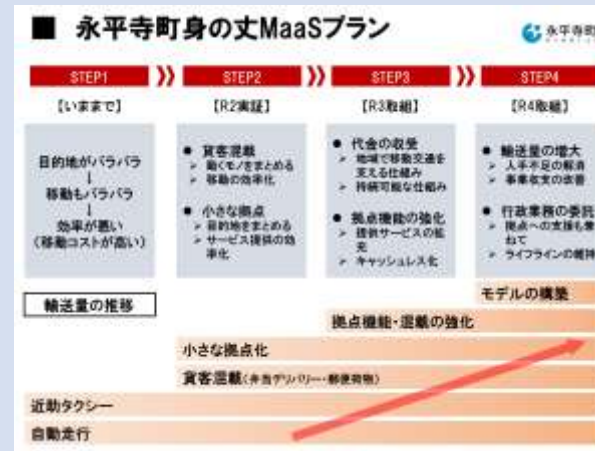 ■ 永平寺町身の丈MaaSプラン
永平寺町
STEP1
STEP2
STEP3
STEP4
【いままで】
【R2実証】
【R3取組】
【R4取組】
目的地がバラバラ
↓
移動もバラバラ
↓
効率が悪い
(移動コストが高い)
● 貨客混載
➢ 動くモノをまとめる
➢ 移動の効率化
● 小さな拠点
➢ 目的地をまとめる
➢ サービス提供の効
率化
● 代金の収受
➢ 地域で移動交通を
支える仕組み
➢ 持続可能な仕組み
● 拠点機能の強化
➢ 提供サービスの拡
充
➢ キャッシュレス化
● 輸送量の増大
➢ 人手不足の解消
➢ 事業収支の改善
● 行政業務の委託
➢ 拠点への支援も兼
ねて
➢ ライフラインの維持
輸送量の推移
モデルの構築
拠点機能・混載の強化
小さな拠点化
貨客混載(弁当デリバリー・郵便荷物)
近助タクシー
自動走行